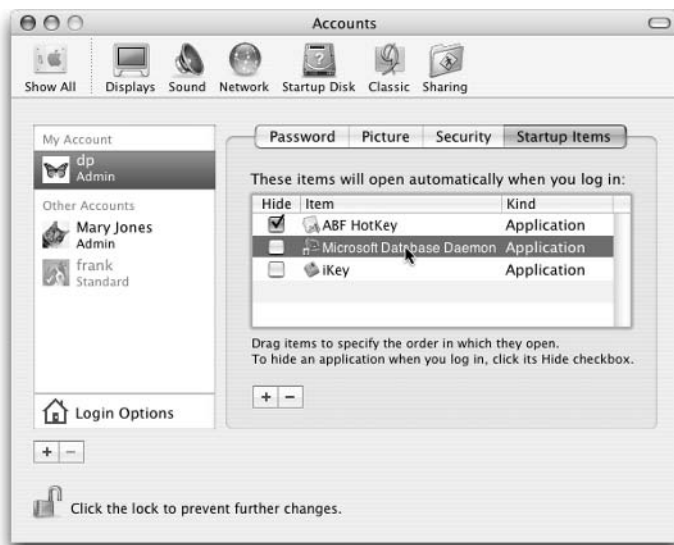 Accounts
Show All Displays Sound Network Startup Disk Classic Sharing
Password Picture Security Startup Items
My Account
dp
Admin
Other Accounts
Mary Jones
Admin
frank
Standard
Login Options
These items will open automatically when you log in:
Hide Item Kind
ABF HotKey Application
Microsoft Database Daemon Application
iKey Application
Drag items to specify the order in which they open.
To hide an application when you log in, click its Hide checkbox.
+ −
+ −
Click the lock to prevent further changes.